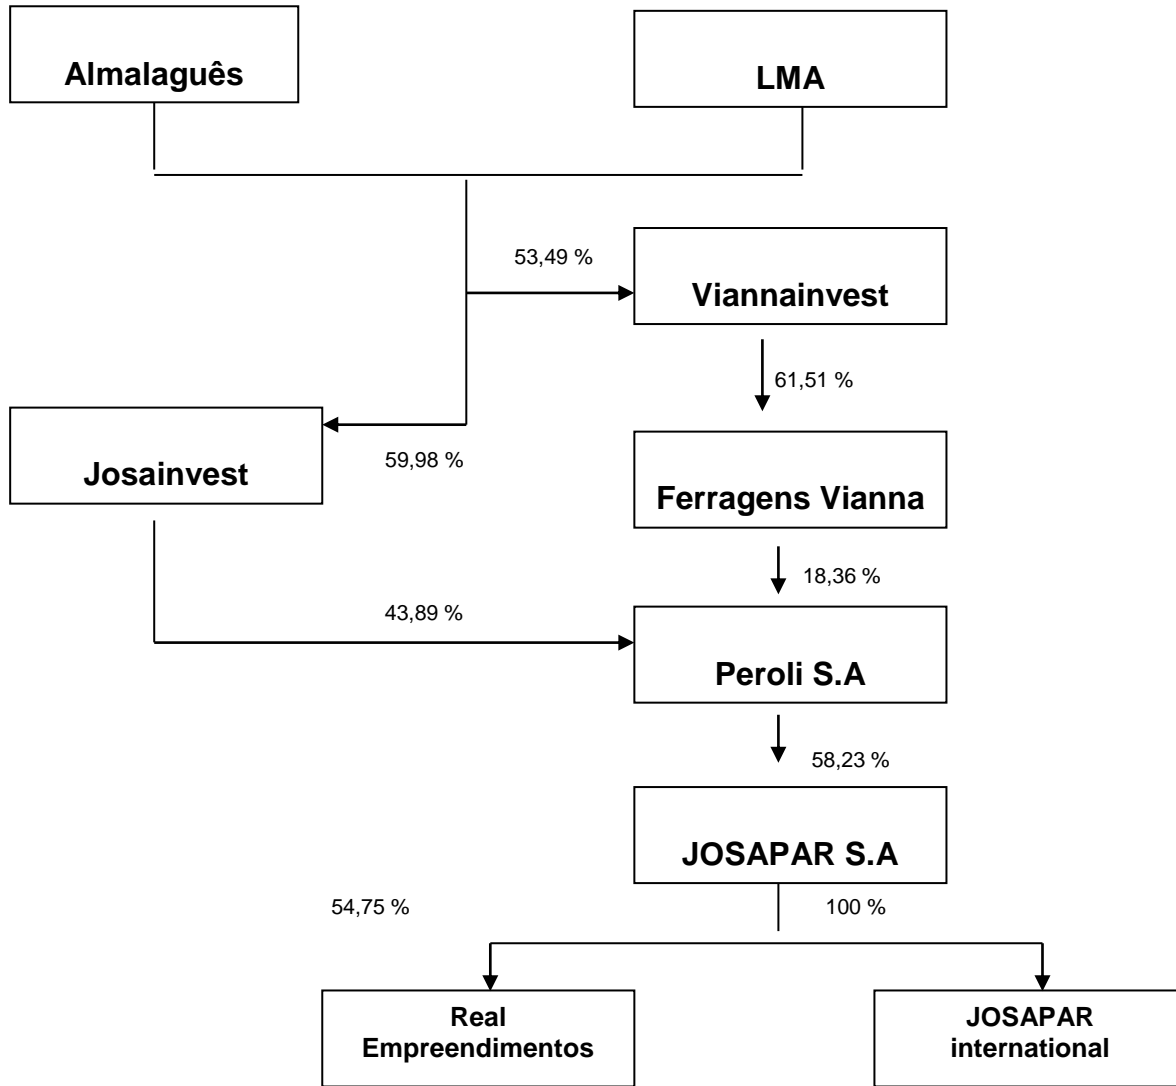 Almalaguês
LMA
53,49 %
Viannainvest
61,51 %
Josainvest
59,98 %
Ferragens Vianna
18,36 %
43,89 %
Peroli S.A
58,23 %
JOSAPAR S.A
54,75 %
100 %
Real
Empreendimentos
JOSAPAR
international